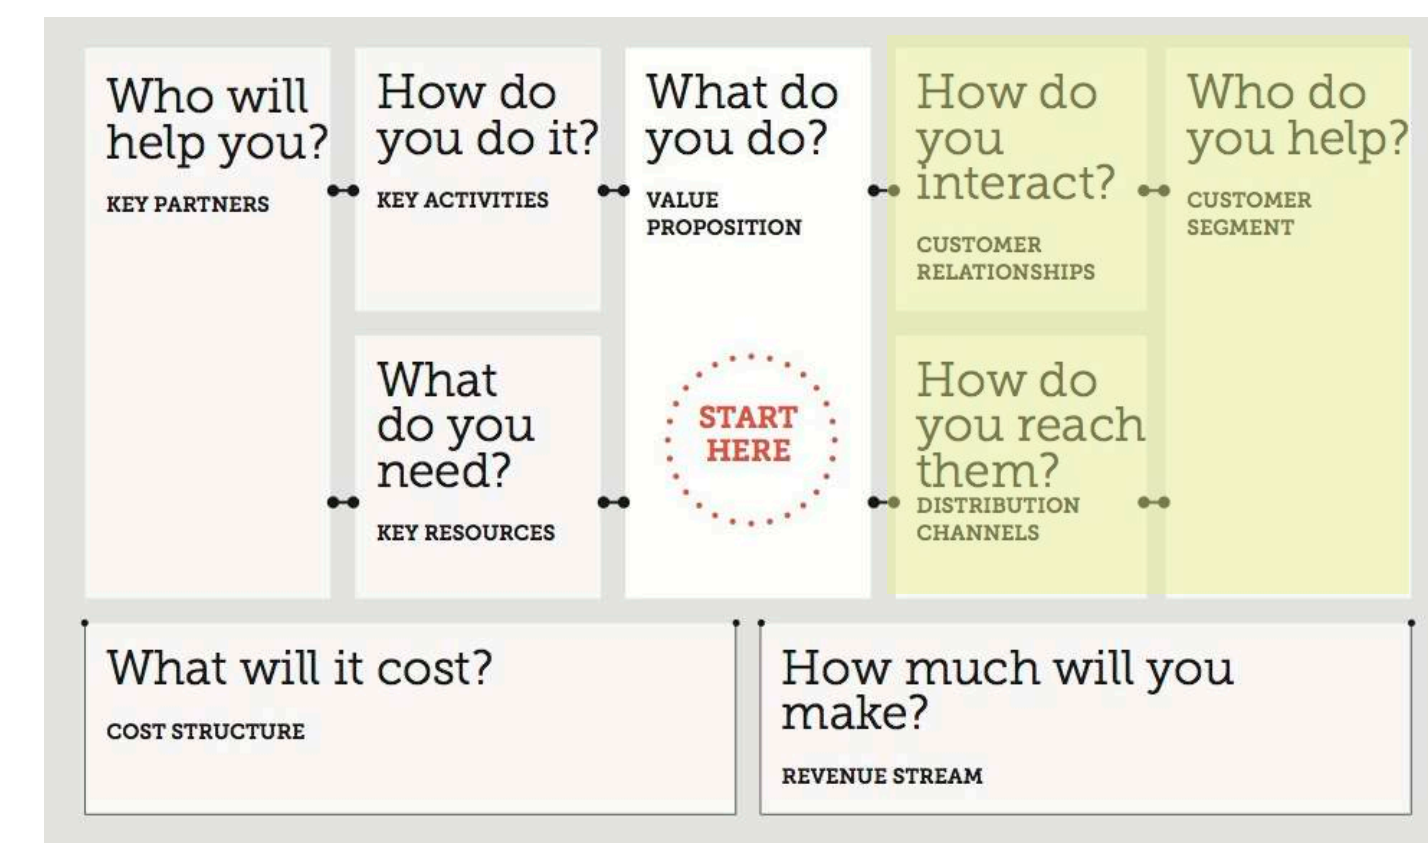 Who will
help you?
KEY PARTNERS
How do
you do it?
KEY ACTIVITIES
What
do you
need?
KEY RESOURCES
What do
you do?
VALUE
PROPOSITION
START
HERE
How do
you
interact?
CUSTOMER
RELATIONSHIPS
How do
you reach
them?
DISTRIBUTION
CHANNELS
Who do
you help?
CUSTOMER
SEGMENT
What will it cost?
COST STRUCTURE
How much will you
make?
REVENUE STREAM